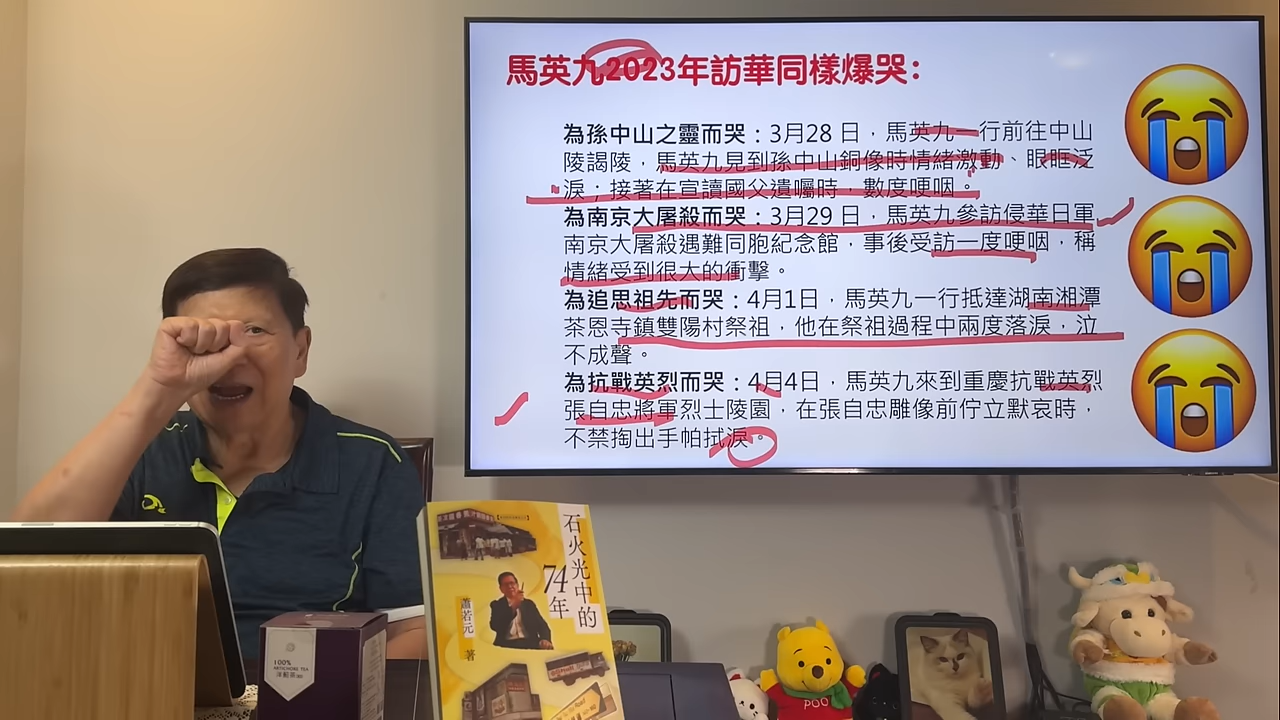 馬英九2023年訪華同樣爆哭：
為孫中山之靈而哭：3月28日，馬英九一行前往中山
陵謁陵，馬英九見到孫中山銅像時情緒激動、眼眶泛
淚；接著在宣讀國父遺囑時，數度哽咽。
為南京大屠殺而哭：3月29日，馬英九參訪侵華日軍
南京大屠殺遇難同胞紀念館，事後受訪一度哽咽，稱
情緒受到很大的衝擊。
為追思祖先而哭：4月1日，馬英九一行抵達湖南湘潭
茶恩寺鎮雙陽村祭祖，他在祭祖過程中兩度落淚，泣
不成聲。
為抗戰英烈而哭：4月4日，馬英九來到重慶抗戰英烈
張自忠將軍烈士陵園，在張自忠雕像前佇立默哀時，
不禁掏出手帕拭淚。
石火光中的
74年
蕭若元 著
100%
ARTICHOKE TEA
洋薊茶
POO